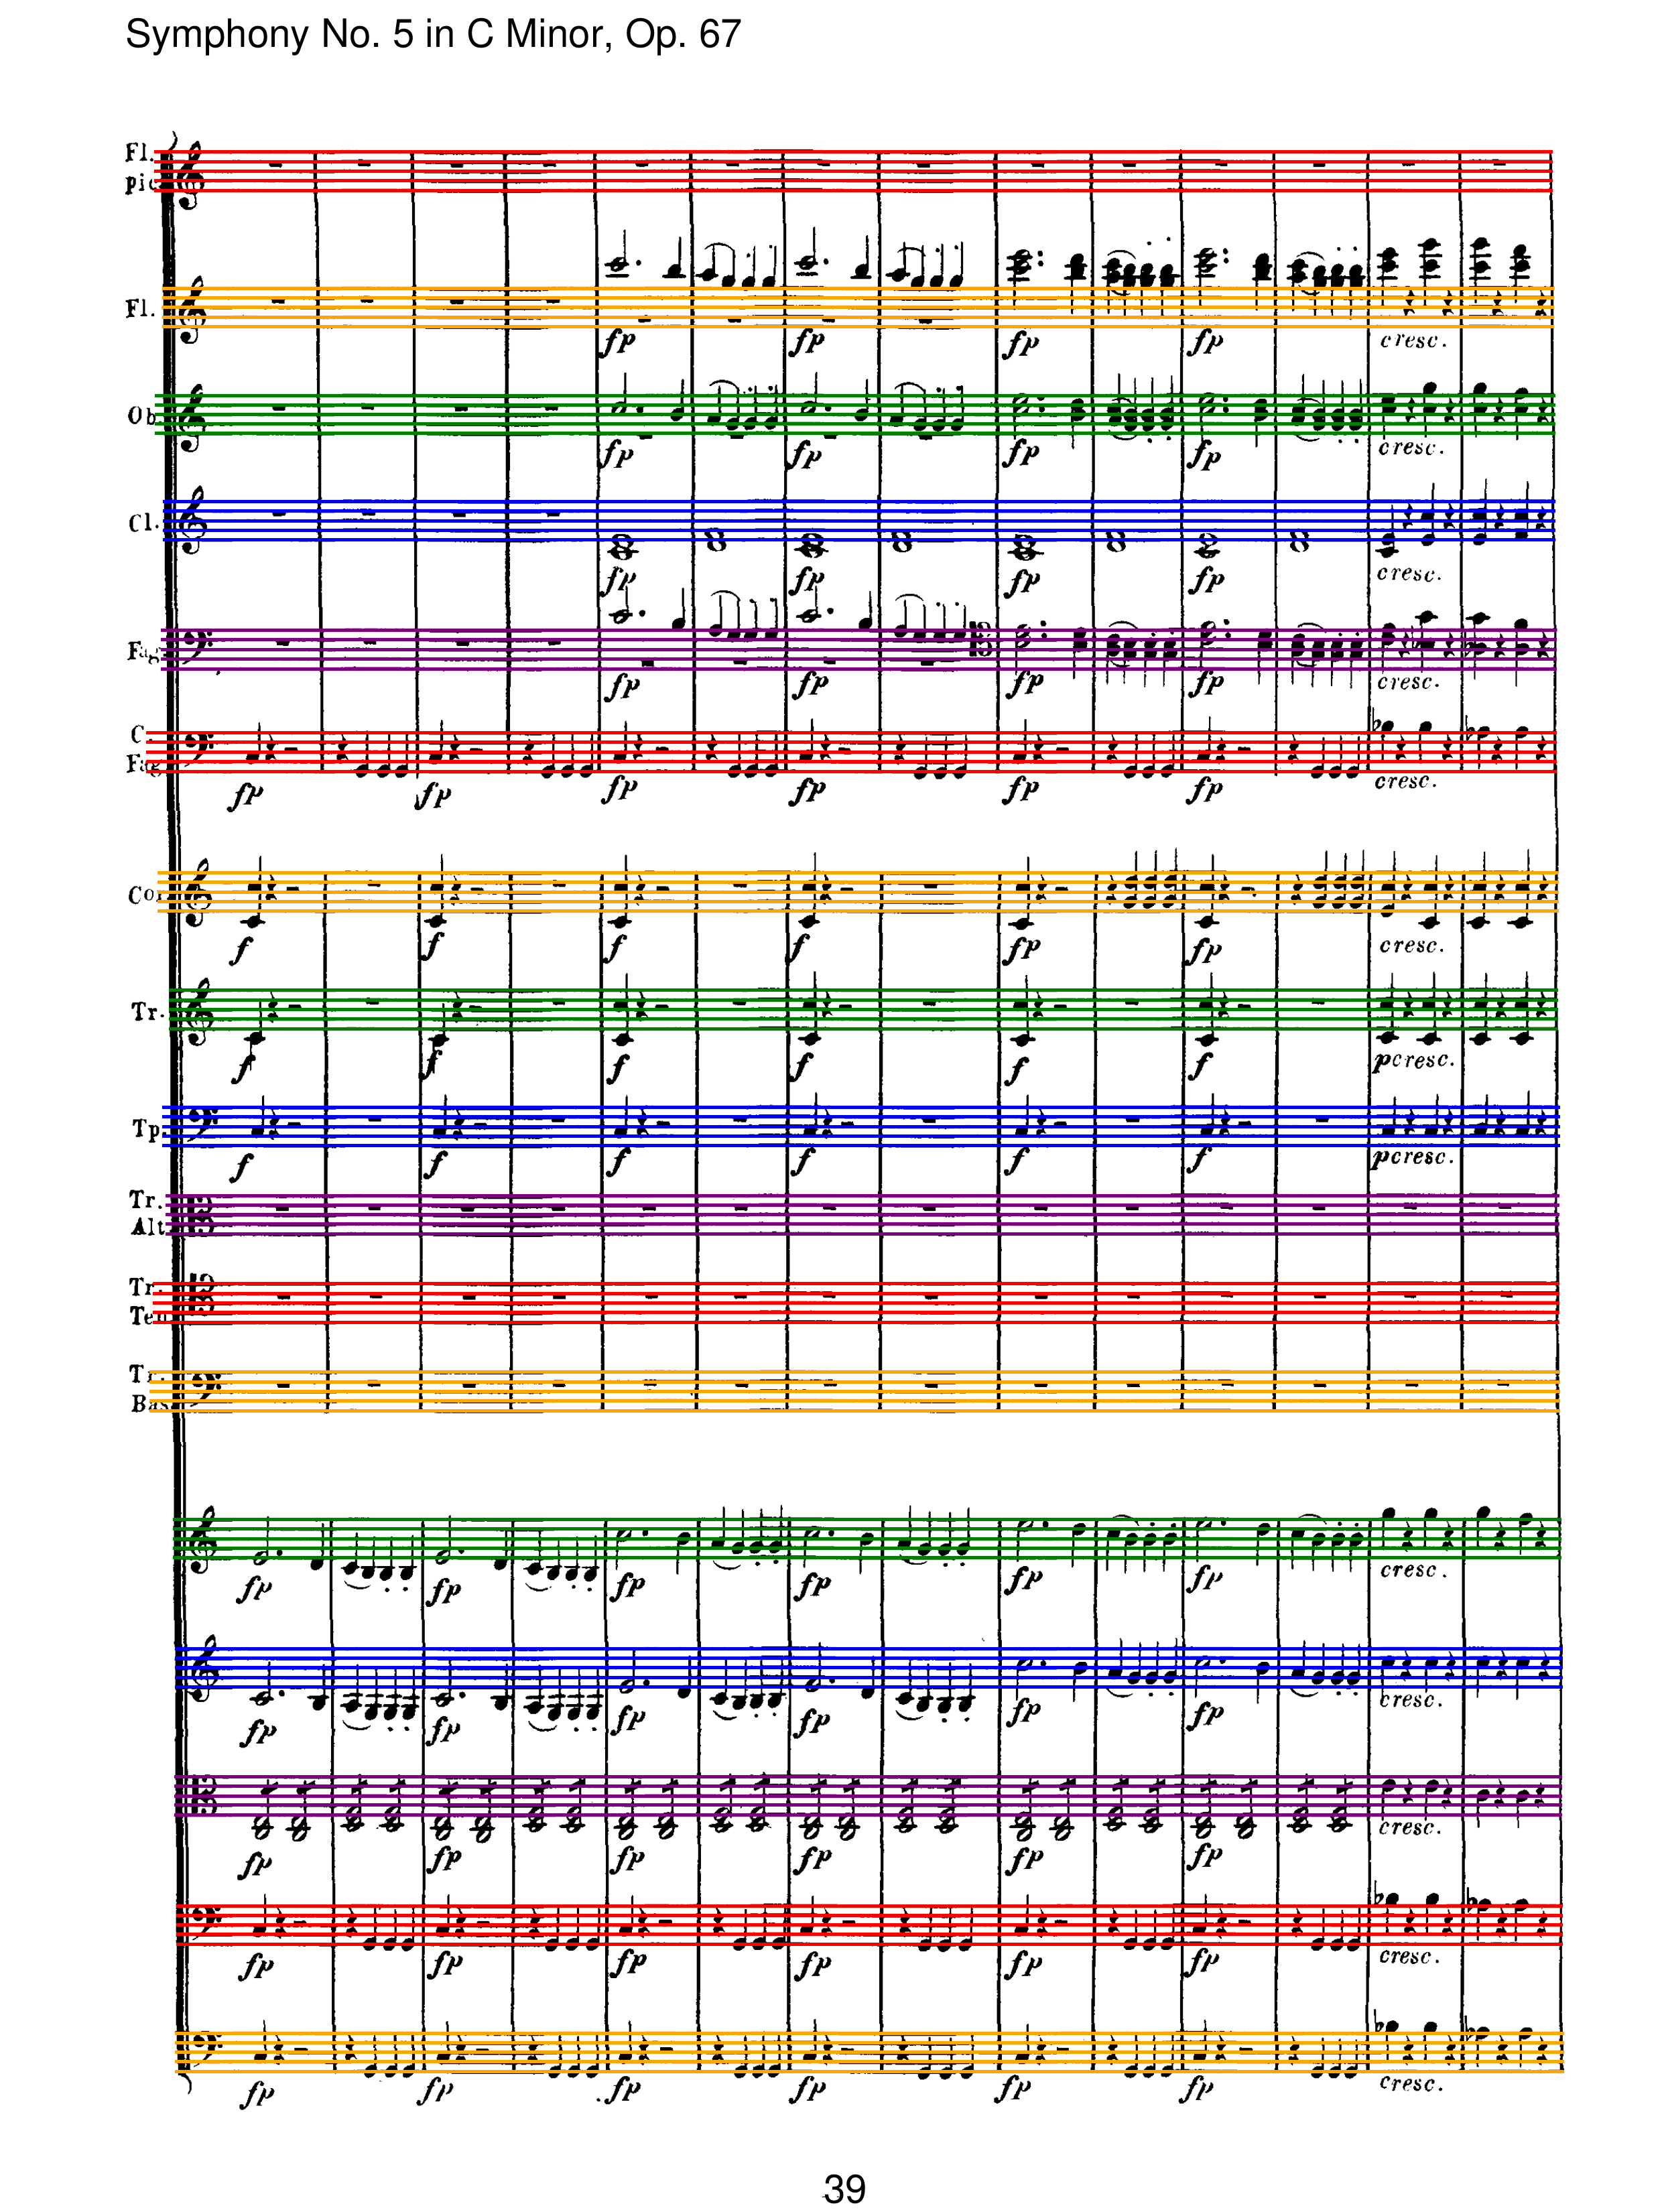 Symphony No. 5 in C Minor, Op. 67
Fl.
pic
Fl.
fp fp fp fp cresc.
Ob
fp fp fp fp cresc.
Cl.
fp fp fp fp cresc.
Fag.
fp fp fp fp cresc.
C.
Fag
fp fp fp fp fp fp cresc.
Co
f f f f fp fp cresc.
Tr.
f f f f f f pcresc.
Tp.
f f f f f f pcresc.
Tr.
Alt
Tr.
Ten
Tr.
Bas
fp fp fp fp fp fp cresc.
fp fp fp fp fp fp cresc.
fp fp fp fp fp fp cresc.
fp fp fp fp fp fp cresc.
fp fp fp fp fp fp cresc.
39